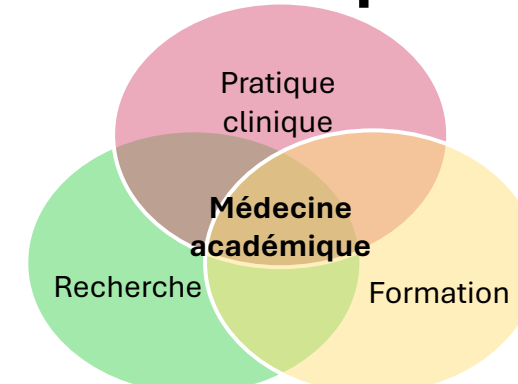 Pratique
clinique
Médecine
académique
Recherche
Formation